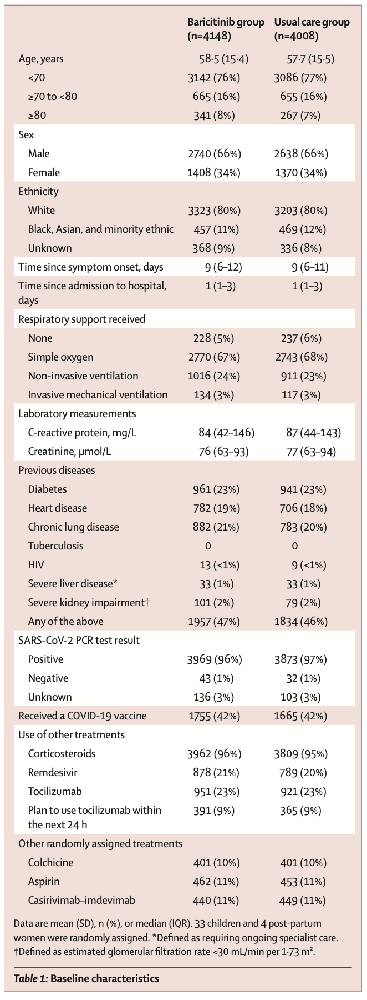 Baricitinib group Usual care group
(n=4148) (n=4008)
Age, years 58·5 (15·4) 57·7 (15·5)
<70 3142 (76%) 3086 (77%)
≥70 to <80 665 (16%) 655 (16%)
≥80 341 (8%) 267 (7%)
Sex
Male 2740 (66%) 2638 (66%)
Female 1408 (34%) 1370 (34%)
Ethnicity
White 3323 (80%) 3203 (80%)
Black, Asian, and minority ethnic 457 (11%) 469 (12%)
Unknown 368 (9%) 336 (8%)
Time since symptom onset, days 9 (6–12) 9 (6–11)
Time since admission to hospital, 1 (1–3) 1 (1–3)
days
Respiratory support received
None 228 (5%) 237 (6%)
Simple oxygen 2770 (67%) 2743 (68%)
Non-invasive ventilation 1016 (24%) 911 (23%)
Invasive mechanical ventilation 134 (3%) 117 (3%)
Laboratory measurements
C-reactive protein, mg/L 84 (42–146) 87 (44–143)
Creatinine, μmol/L 76 (63–93) 77 (63–94)
Previous diseases
Diabetes 961 (23%) 941 (23%)
Heart disease 782 (19%) 706 (18%)
Chronic lung disease 882 (21%) 783 (20%)
Tuberculosis 0 0
HIV 13 (<1%) 9 (<1%)
Severe liver disease* 33 (1%) 33 (1%)
Severe kidney impairment† 101 (2%) 79 (2%)
Any of the above 1957 (47%) 1834 (46%)
SARS-CoV-2 PCR test result
Positive 3969 (96%) 3873 (97%)
Negative 43 (1%) 32 (1%)
Unknown 136 (3%) 103 (3%)
Received a COVID-19 vaccine 1755 (42%) 1665 (42%)
Use of other treatments
Corticosteroids 3962 (96%) 3809 (95%)
Remdesivir 878 (21%) 789 (20%)
Tocilizumab 951 (23%) 921 (23%)
Plan to use tocilizumab within 391 (9%) 365 (9%)
the next 24 h
Other randomly assigned treatments
Colchicine 401 (10%) 401 (10%)
Aspirin 462 (11%) 453 (11%)
Casirivimab–imdevimab 440 (11%) 449 (11%)
Data are mean (SD), n (%), or median (IQR). 33 children and 4 post-partum
women were randomly assigned. *Defined as requiring ongoing specialist care.
†Defined as estimated glomerular filtration rate <30 mL/min per 1·73 m².
Table 1: Baseline characteristics